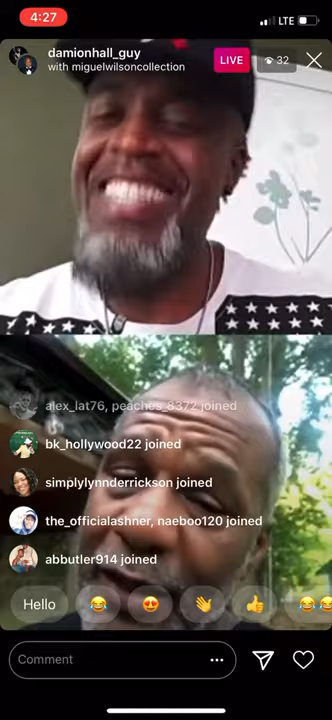 4:27
LTE
damionhall_guy
with miguelwilsoncollection
LIVE
32
alex_lat76, peaches_8372 joined
bk_hollywood22 joined
simplylynnderrickson joined
the_officialashner, naeboo120 joined
abbutler914 joined
Hello
Comment